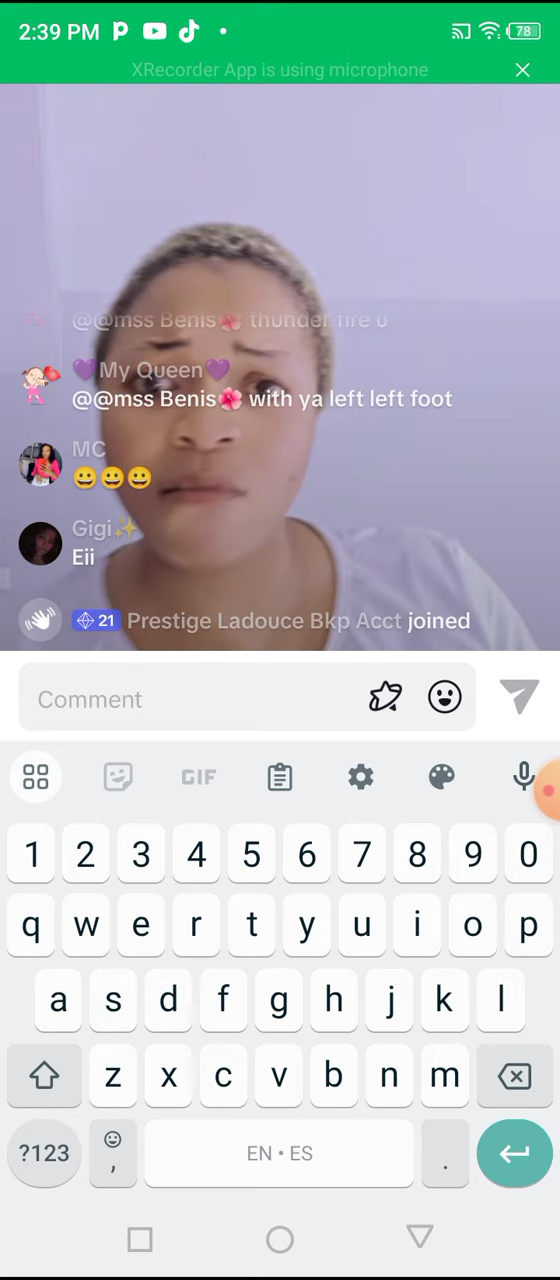 2:39 PM
78
XRecorder App is using microphone
@@mss Benis🌺 thunder fire u
💜My Queen💜
@@mss Benis🌺 with ya left left foot
MC
😀😀😀
Gigi✨
Eii
21 Prestige Ladouce Bkp Acct joined
Comment
GIF
1 2 3 4 5 6 7 8 9 0
q w e r t y u i o p
a s d f g h j k l
z x c v b n m
?123 , EN • ES .